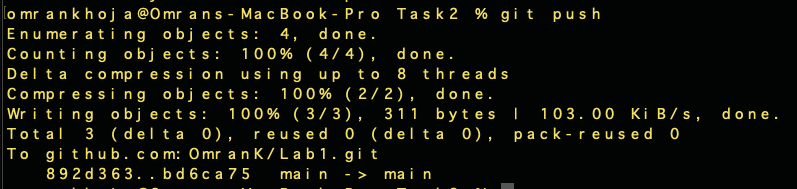 omrankhoja@Omrans-MacBook-Pro Task2 % git push
Enumerating objects: 4, done.
Counting objects: 100% (4/4), done.
Delta compression using up to 8 threads
Compressing objects: 100% (2/2), done.
Writing objects: 100% (3/3), 311 bytes | 103.00 KiB/s, done.
Total 3 (delta 0), reused 0 (delta 0), pack-reused 0
To github.com:OmranK/Lab1.git
   892d363..bd6ca75  main -> main